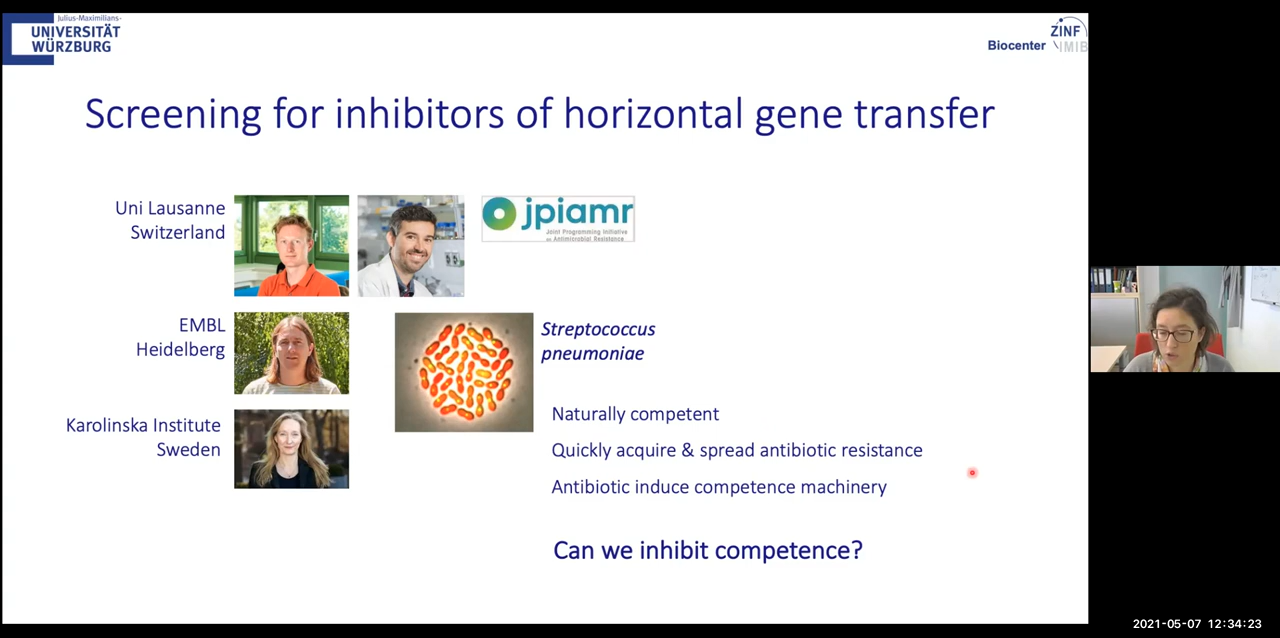 Julius-Maximilians-
UNIVERSITÄT
WÜRZBURG
Biocenter
ZINF
IMIB
Screening for inhibitors of horizontal gene transfer
Uni Lausanne
Switzerland
jpiamr
Joint Programming Initiative
on Antimicrobial Resistance
EMBL
Heidelberg
Streptococcus
pneumoniae
Karolinska Institute
Sweden
Naturally competent
Quickly acquire & spread antibiotic resistance
Antibiotic induce competence machinery
Can we inhibit competence?
2021-05-07 12:34:23